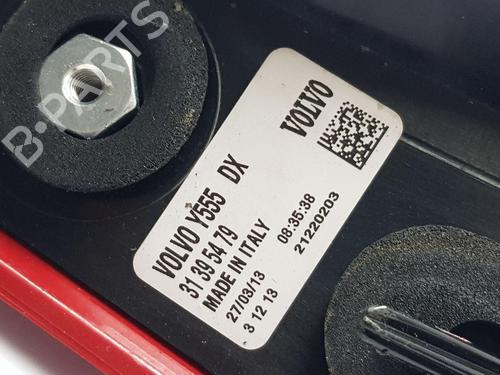 B-PARTS
VOLVO Y555 DX VOLVO
31 39 54 79
MADE IN ITALY
27/03/13 08:35:38
3 12 13 21220203